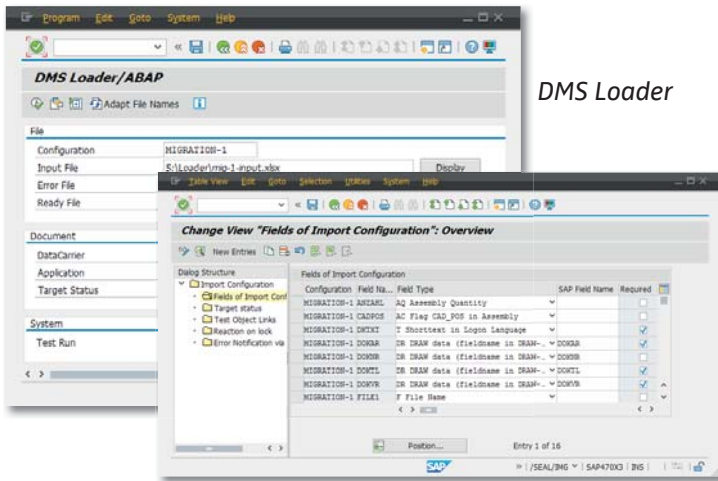 Program Edit Goto System Help
DMS Loader/ABAP
Adapt File Names
File
Configuration MIGRATION-1
Input File S:\Loader\mig-1-input.xlsx Display
Error File
Ready File
Document
DataCarrier
Application
Target Status
System
Test Run
DMS Loader
Table View Edit Goto Selection Utilities System Help
Change View "Fields of Import Configuration": Overview
New Entries
Dialog Structure
Import Configuration
Fields of Import Conf
Target status
Test Object Links
Reaction on lock
Error Notification via
Fields of Import Configuration
Configuration Field Na... Field Type SAP Field Name Required
MIGRATION-1 ANZAHL AQ Assembly Quantity
MIGRATION-1 CADPOS AC Flag CAD_POS in Assembly
MIGRATION-1 DKTXT T Shorttext in Logon Language
MIGRATION-1 DOKAR DR DRAW data (fieldname in DRAW-.. DOKAR
MIGRATION-1 DOKNR DR DRAW data (fieldname in DRAW-.. DOKNR
MIGRATION-1 DOKTL DR DRAW data (fieldname in DRAW-.. DOKTL
MIGRATION-1 DOKVR DR DRAW data (fieldname in DRAW-.. DOKVR
MIGRATION-1 FILE1 F File Name
Position... Entry 1 of 16
SAP » /SEAL/IMG SAP470X3 INS